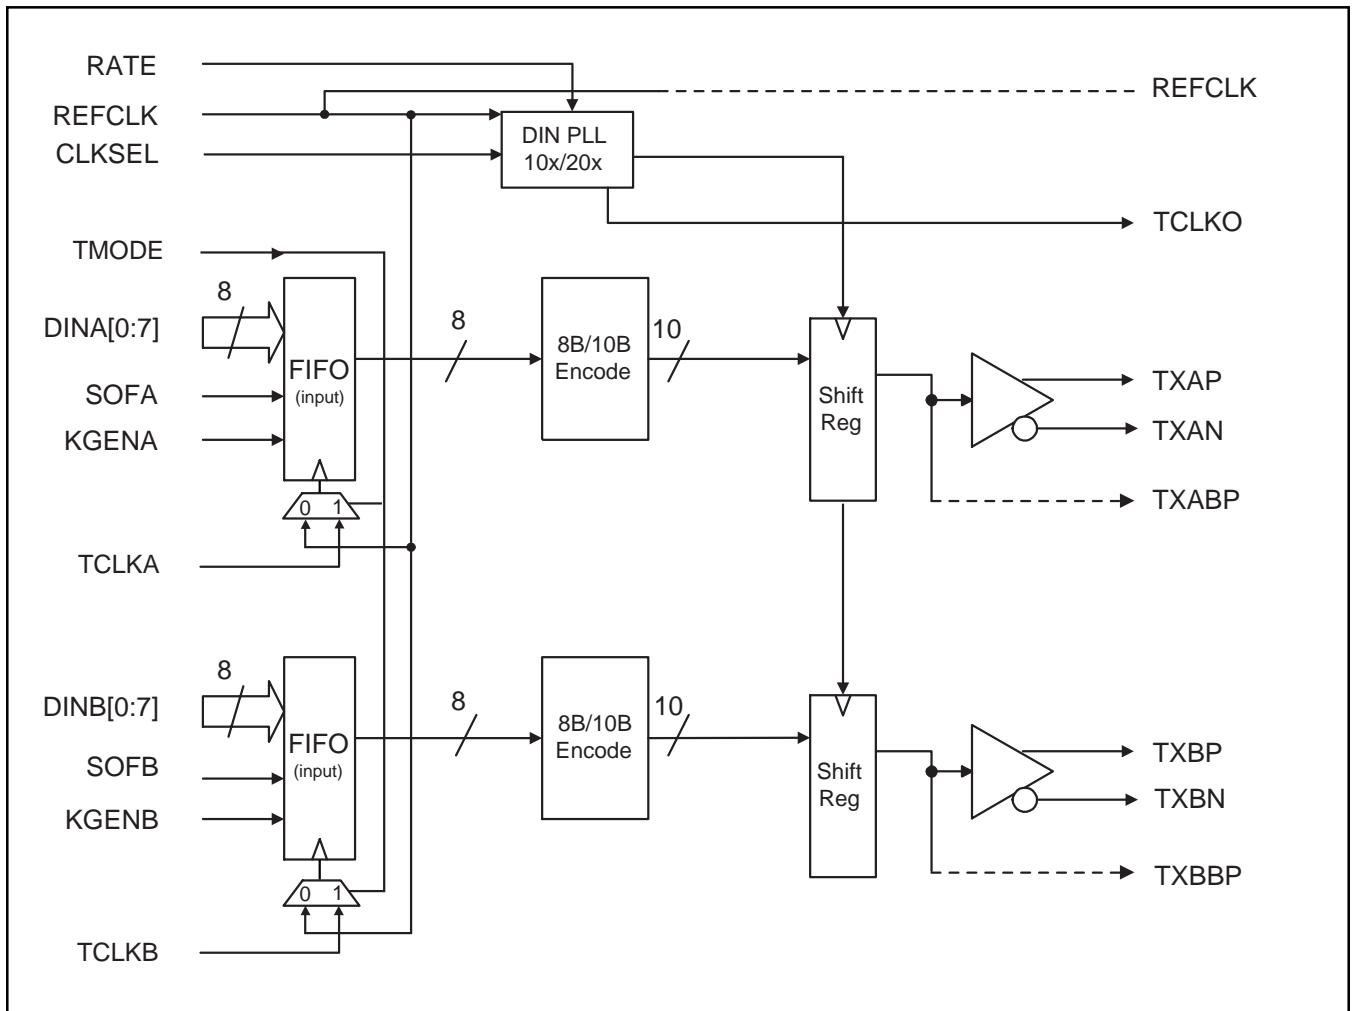 RATE
REFCLK
REFCLK
DIN PLL
10x/20x
CLKSEL
TCLKO
TMODE
8
DINA[0:7]
8
8B/10B
Encode
10
FIFO
(input)
SOFA
KGENA
Shift
Reg
TXAP
TXAN
TXABP
0 1
TCLKA
8
DINB[0:7]
8
8B/10B
Encode
10
FIFO
(input)
SOFB
KGENB
Shift
Reg
TXBP
TXBN
TXBBP
0 1
TCLKB